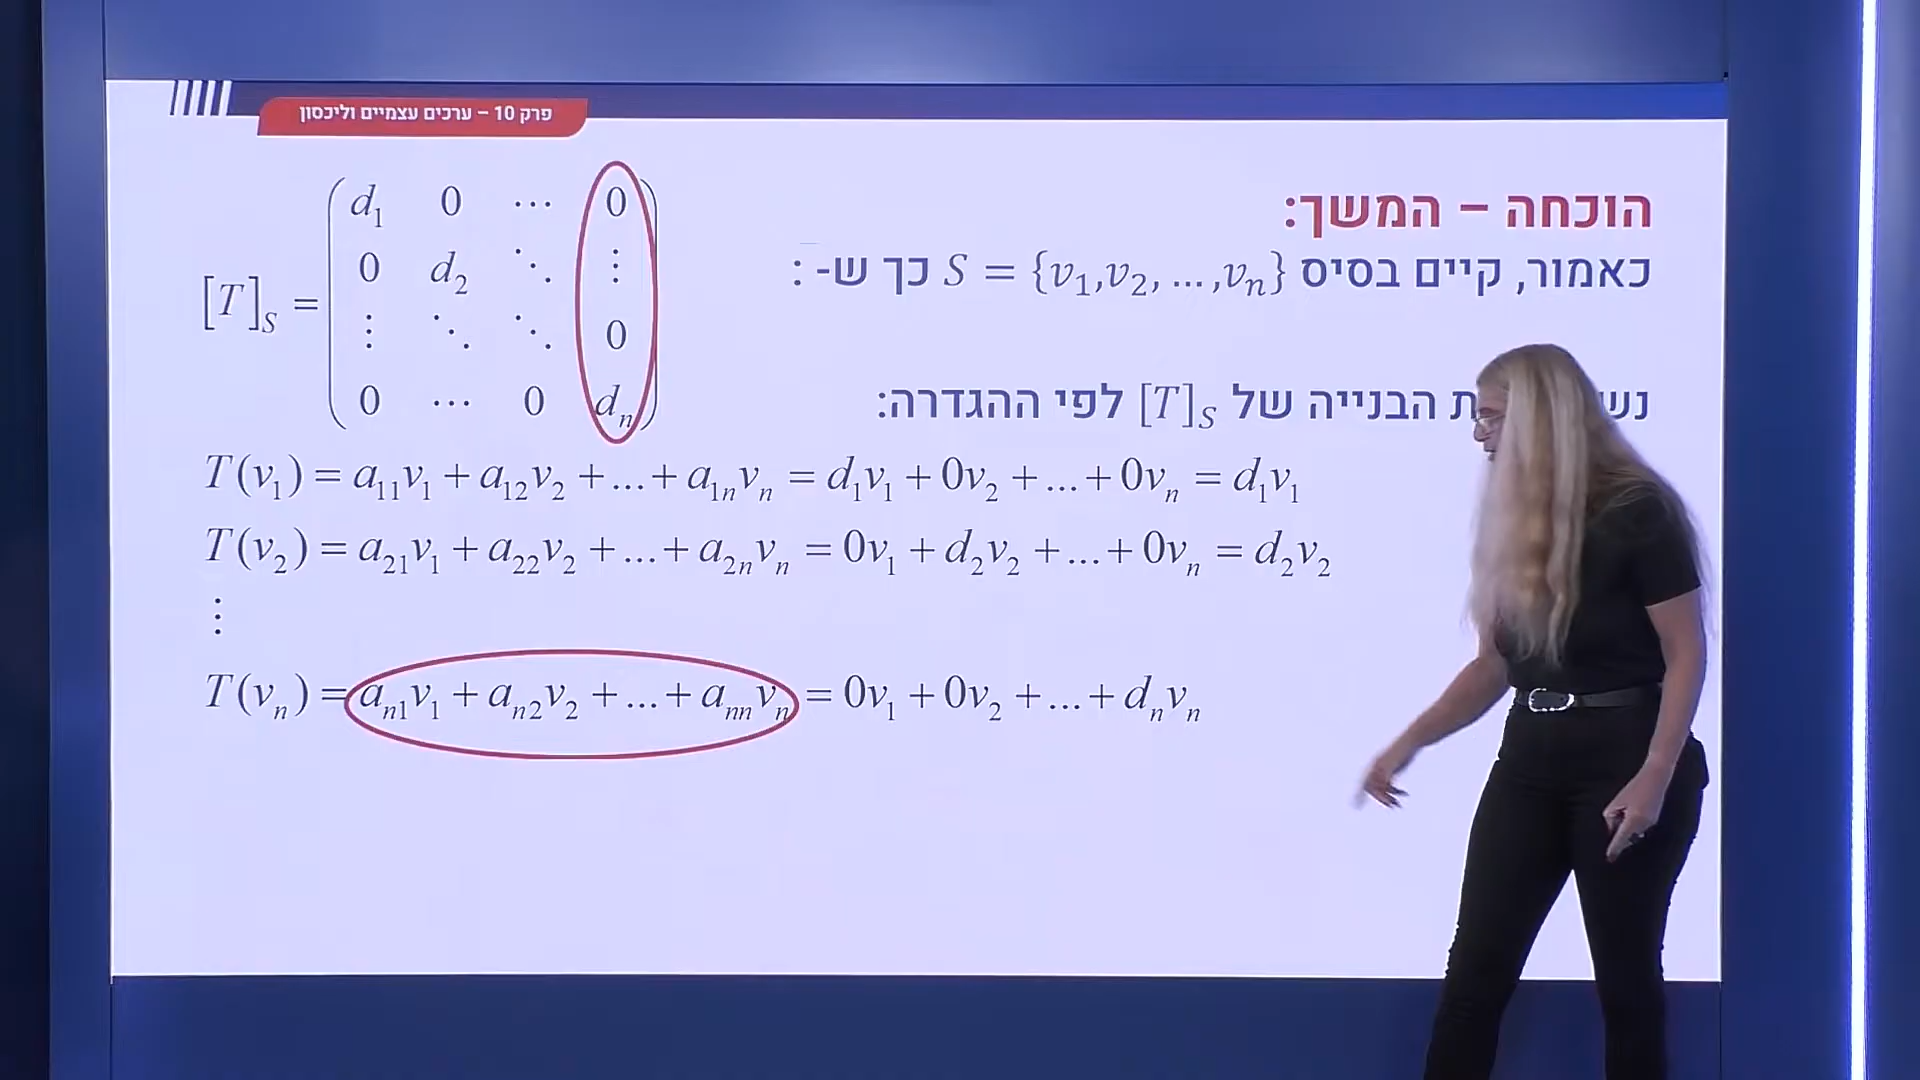 פרק 10 – ערכים עצמיים וליכסון
הוכחה – המשך:
כאמור, קיים בסיס S = {v₁,v₂, …,vₙ} כך ש- :
[T]_S =
d₁ 0 ⋯ 0
0 d₂ ⋱ ⋮
⋮ ⋱ ⋱ 0
0 ⋯ 0 dₙ
הבנייה של [T]_S לפי ההגדרה:
T(v₁) = a₁₁v₁ + a₁₂v₂ + ... + a₁ₙvₙ = d₁v₁ + 0v₂ + ... + 0vₙ = d₁v₁
T(v₂) = a₂₁v₁ + a₂₂v₂ + ... + a₂ₙvₙ = 0v₁ + d₂v₂ + ... + 0vₙ = d₂v₂
⋮
T(vₙ) = aₙ₁v₁ + aₙ₂v₂ + ... + aₙₙvₙ = 0v₁ + 0v₂ + ... + dₙvₙ